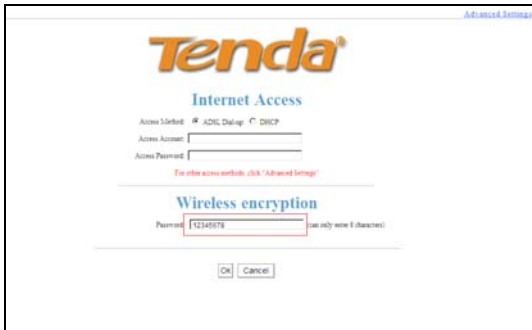 Advanced Settings
Tenda®
Internet Access
Access Method: ADSL Dial-up DHCP
Access Account:
Access Password:
For other access methods, click "Advanced Settings"
Wireless encryption
Password: 12345678 (can only enter 8 characters)
Ok Cancel